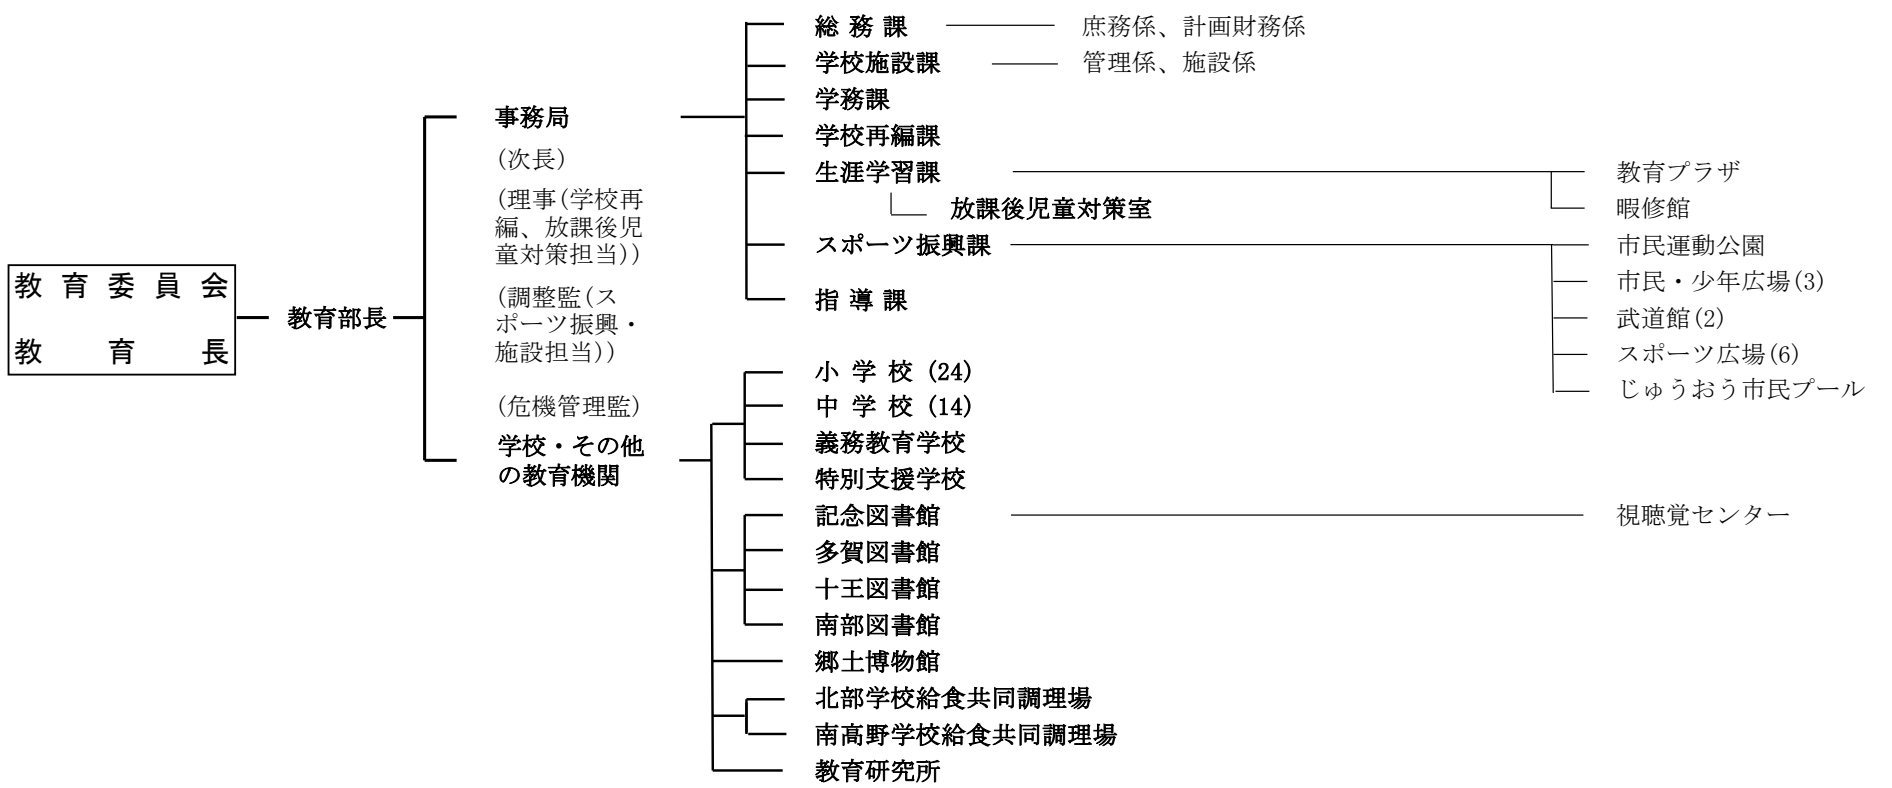 総 務 課 庶務係、計画財務係
学校施設課 管理係、施設係
学務課
事務局
学校再編課
(次長)
生涯学習課 教育プラザ
(理事(学校再
編、放課後児
童対策担当))
放課後児童対策室 暇修館
スポーツ振興課 市民運動公園
市民・少年広場(3)
教 育 委 員 会
教 育 長
教育部長
(調整監(ス
ポーツ振興・
施設担当))
指 導 課
武道館(2)
スポーツ広場(6)
小 学 校 (24)
じゅうおう市民プール
(危機管理監)
中 学 校 (14)
学校・その他
の教育機関
義務教育学校
特別支援学校
記念図書館 視聴覚センター
多賀図書館
十王図書館
南部図書館
郷土博物館
北部学校給食共同調理場
南高野学校給食共同調理場
教育研究所